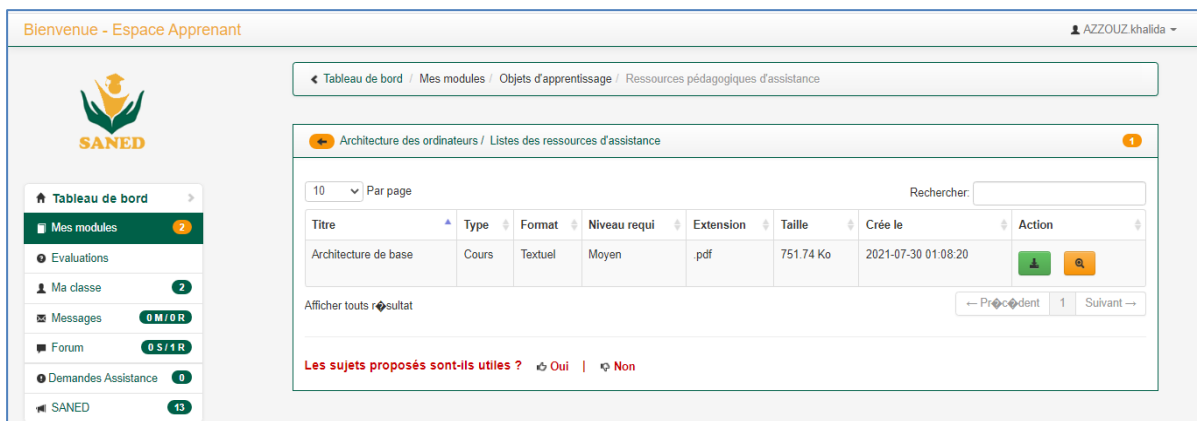 Bienvenue - Espace Apprenant
AZZOUZ.khalida
SANED
Tableau de bord
Mes modules 2
Evaluations
Ma classe 2
Messages 0 M / 0 R
Forum 0 S / 1 R
Demandes Assistance 0
SANED 13
Tableau de bord / Mes modules / Objets d'apprentissage / Ressources pédagogiques d'assistance
Architecture des ordinateurs / Listes des ressources d'assistance 1
10 Par page Rechercher:
Titre Type Format Niveau requi Extension Taille Crée le Action
Architecture de base Cours Textuel Moyen .pdf 751.74 Ko 2021-07-30 01:08:20
Afficher touts r�sultat ← Pr�c�dent 1 Suivant →
Les sujets proposés sont-ils utiles ? Oui | Non